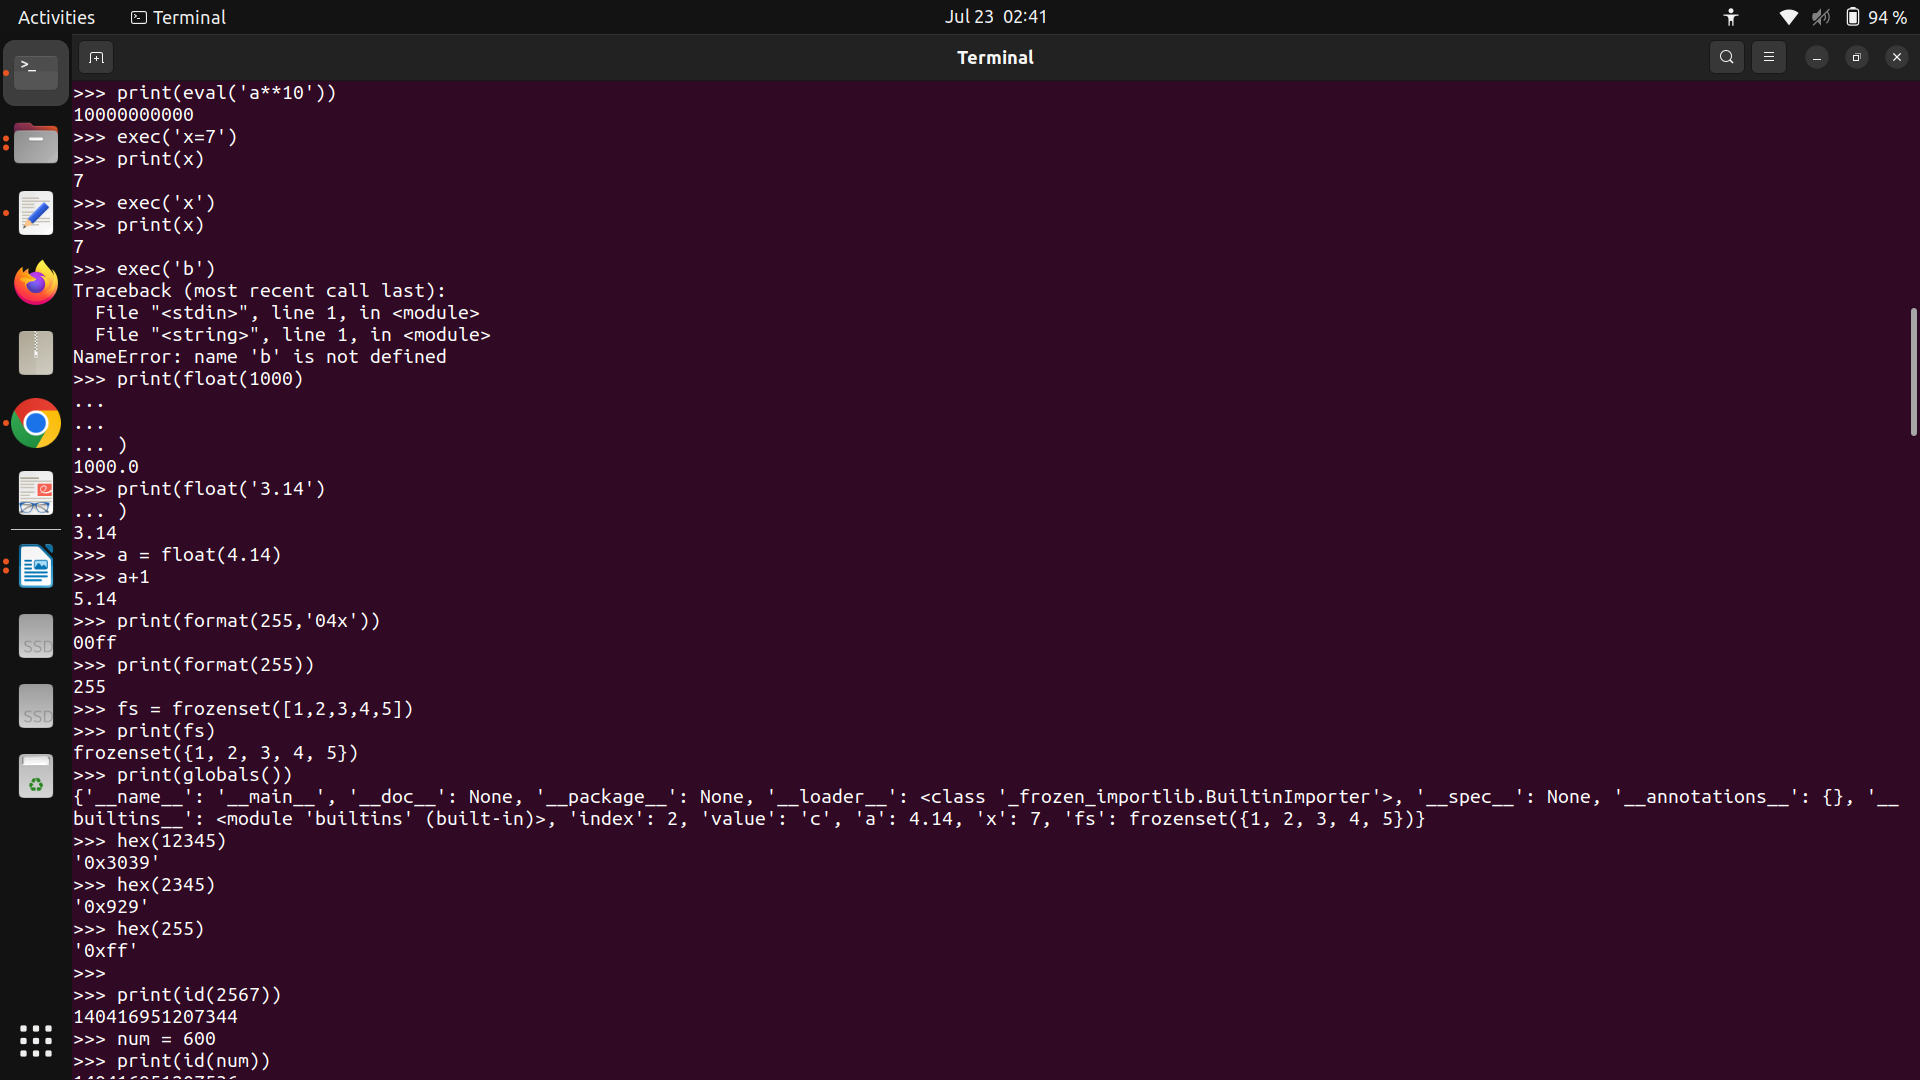 Activities
Terminal
Jul 23 02:41
94 %
Terminal
>>> print(eval('a**10'))
10000000000
>>> exec('x=7')
>>> print(x)
7
>>> exec('x')
>>> print(x)
7
>>> exec('b')
Traceback (most recent call last):
  File "<stdin>", line 1, in <module>
  File "<string>", line 1, in <module>
NameError: name 'b' is not defined
>>> print(float(1000)
...
...
... )
1000.0
>>> print(float('3.14')
... )
3.14
>>> a = float(4.14)
>>> a+1
5.14
>>> print(format(255,'04x'))
00ff
>>> print(format(255))
255
>>> fs = frozenset([1,2,3,4,5])
>>> print(fs)
frozenset({1, 2, 3, 4, 5})
>>> print(globals())
{'__name__': '__main__', '__doc__': None, '__package__': None, '__loader__': <class '_frozen_importlib.BuiltinImporter'>, '__spec__': None, '__annotations__': {}, '__
builtins__': <module 'builtins' (built-in)>, 'index': 2, 'value': 'c', 'a': 4.14, 'x': 7, 'fs': frozenset({1, 2, 3, 4, 5})}
>>> hex(12345)
'0x3039'
>>> hex(2345)
'0x929'
>>> hex(255)
'0xff'
>>>
>>> print(id(2567))
140416951207344
>>> num = 600
>>> print(id(num))
SSD
SSD